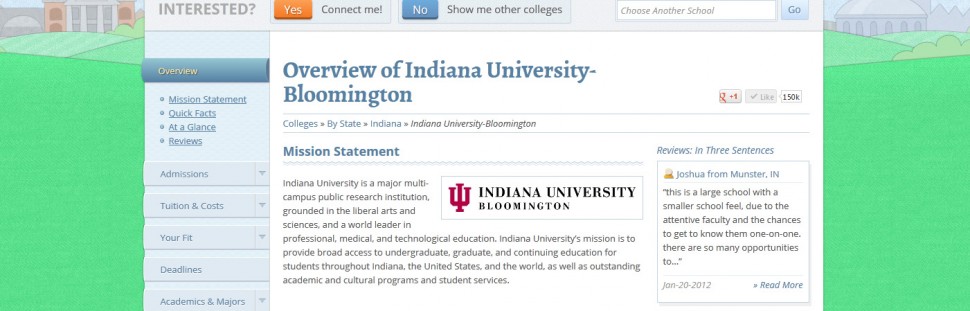 INTERESTED?
Yes Connect me!
No Show me other colleges
Choose Another School
Go
Overview
Mission Statement
Quick Facts
At a Glance
Reviews
Admissions
Tuition & Costs
Your Fit
Deadlines
Academics & Majors
Overview of Indiana University-
Bloomington
g +1
Like
150k
Colleges » By State » Indiana » Indiana University-Bloomington
Mission Statement
Indiana University is a major multi-
campus public research institution,
grounded in the liberal arts and
sciences, and a world leader in
professional, medical, and technological education. Indiana University's mission is to
provide broad access to undergraduate, graduate, and continuing education for
students throughout Indiana, the United States, and the world, as well as outstanding
academic and cultural programs and student services.
INDIANA UNIVERSITY
BLOOMINGTON
Reviews: In Three Sentences
Joshua from Munster, IN
"this is a large school with a
smaller school feel, due to the
attentive faculty and the chances
to get to know them one-on-one.
there are so many opportunities
to..."
Jan-20-2012
» Read More